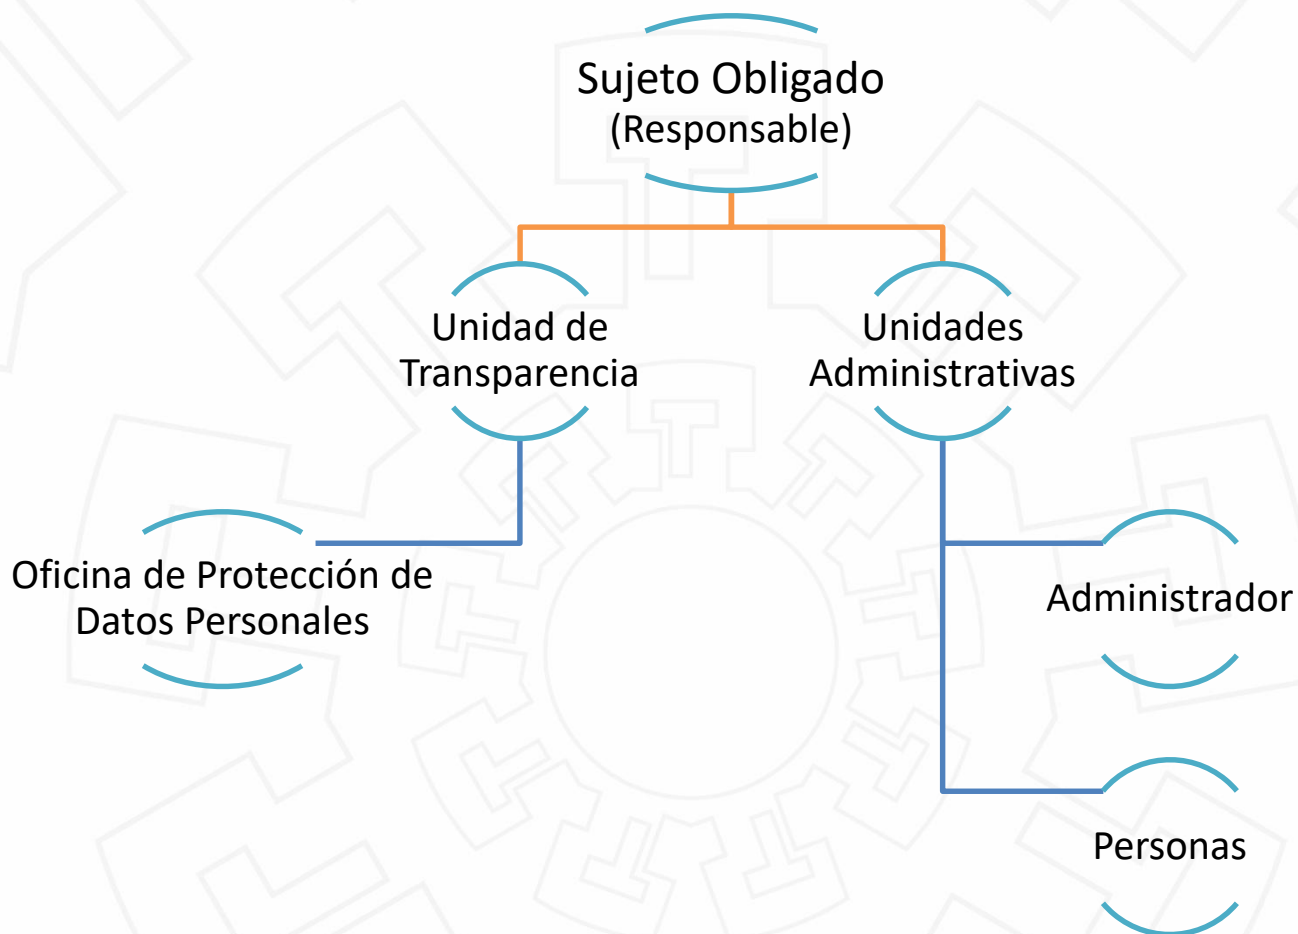 Sujeto Obligado
(Responsable)
Unidad de
Transparencia
Unidades
Administrativas
Oficina de Protección de
Datos Personales
Administrador
Personas